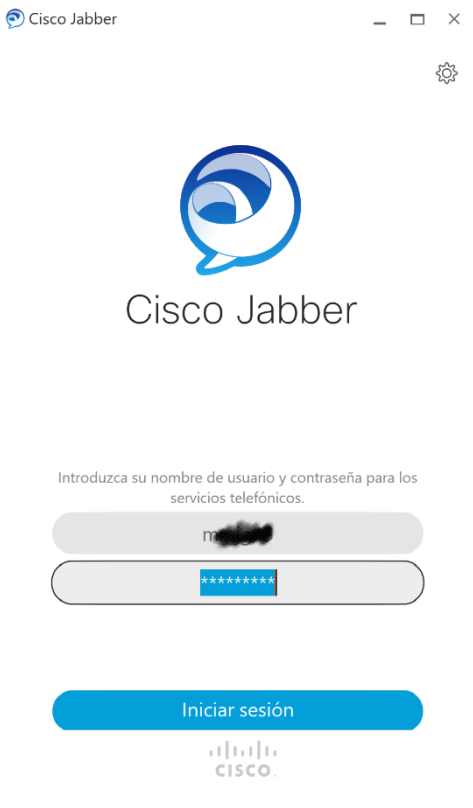 Cisco Jabber
Cisco Jabber
Introduzca su nombre de usuario y contraseña para los
servicios telefónicos.
*********
Iniciar sesión
CISCO